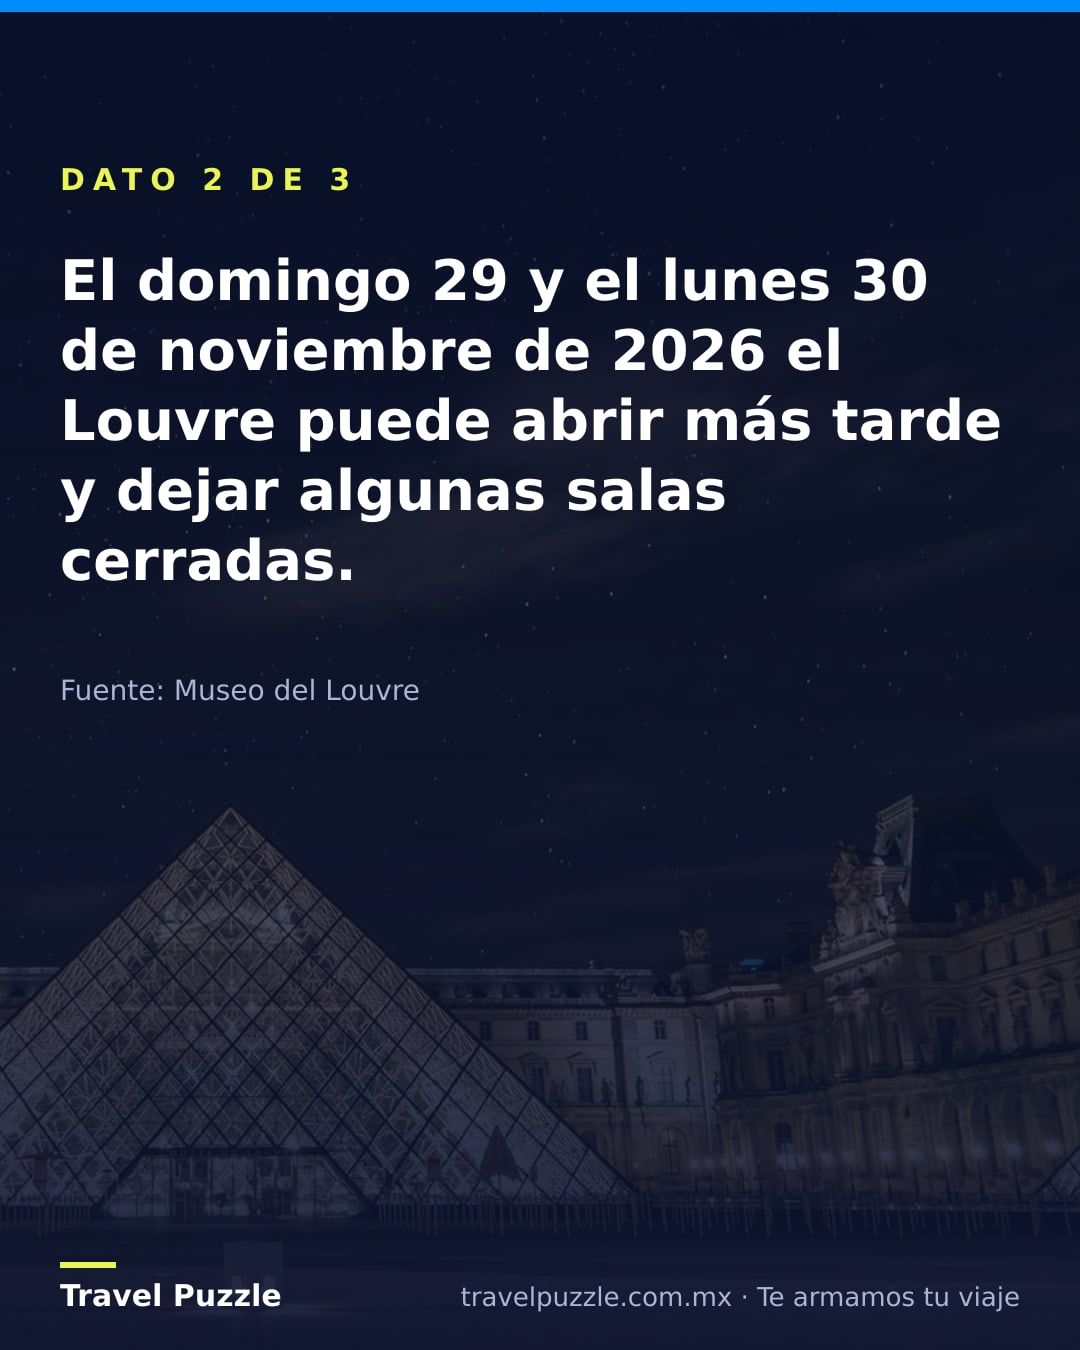 DATO 2 DE 3
El domingo 29 y el lunes 30
de noviembre de 2026 el
Louvre puede abrir más tarde
y dejar algunas salas
cerradas.
Fuente: Museo del Louvre
Travel Puzzle
travelpuzzle.com.mx · Te armamos tu viaje